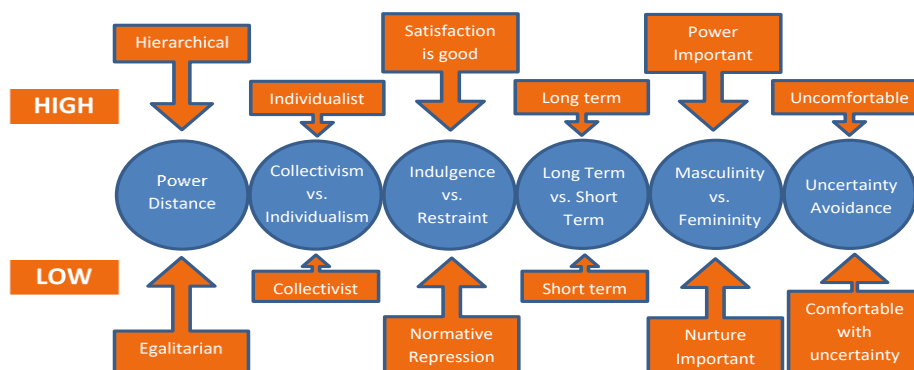 Hierarchical
Satisfaction
is good
Power
Important
HIGH
Individualist
Long term
Uncomfortable
Power
Distance
Collectivism
vs.
Individualism
Indulgence
vs.
Restraint
Long Term
vs. Short
Term
Masculinity
vs.
Femininity
Uncertainty
Avoidance
LOW
Collectivist
Short term
Egalitarian
Normative
Repression
Nurture
Important
Comfortable
with
uncertainty